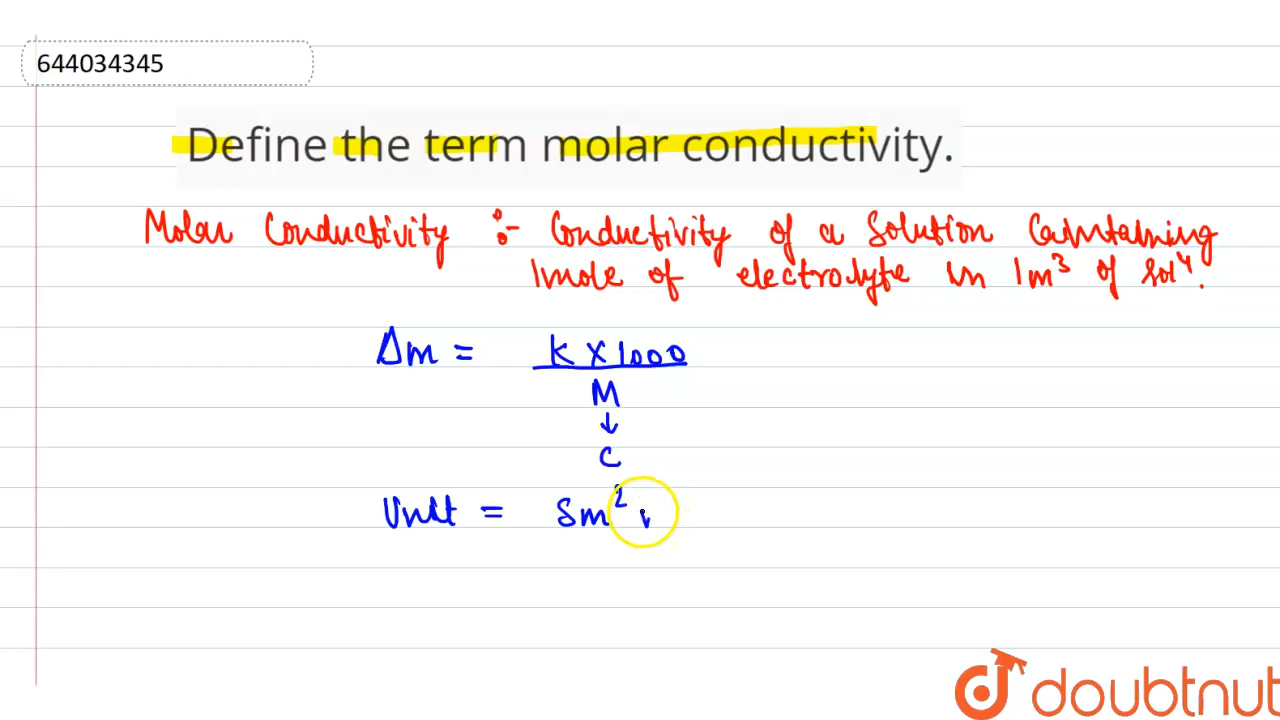 644034345
Define the term molar conductivity.
Molar Conductivity :- Conductivity of a Solution Containing
1mole of electrolyte in 1m³ of solⁿ.
Λm = K X 1000
M
↓
C
Unit = Sm²
doubtnut